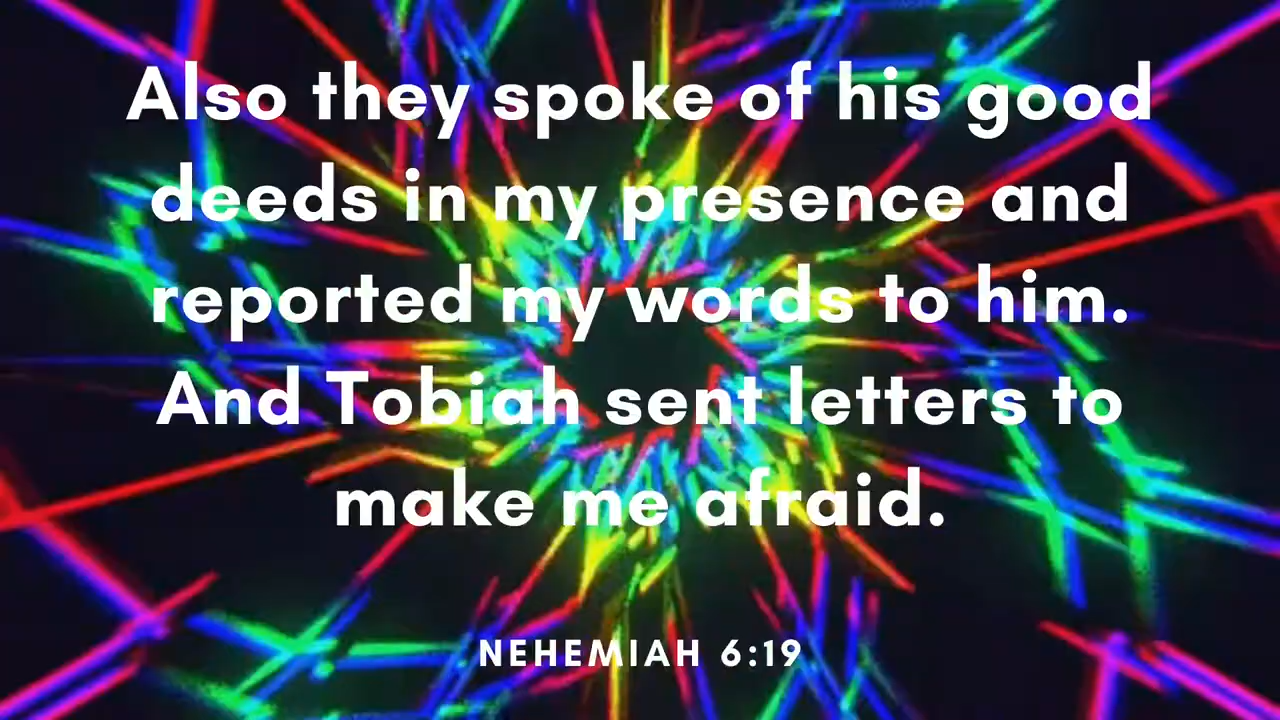 Also they spoke of his good
deeds in my presence and
reported my words to him.
And Tobiah sent letters to
make me afraid.
NEHEMIAH 6:19